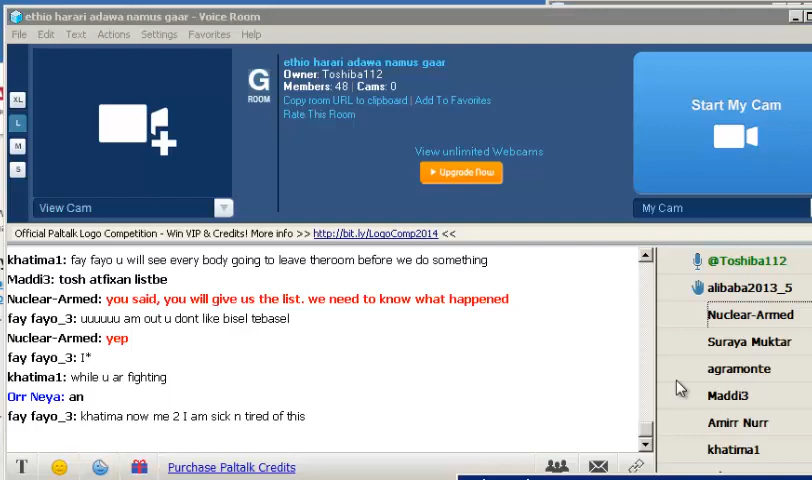 ethio harari adawa namus gaar - Voice Room
File Edit Text Actions Settings Favorites Help
XL
L
M
S
View Cam
G
ROOM
ethio harari adawa namus gaar
Owner: Toshiba112
Members: 48 | Cams: 0
Copy room URL to clipboard | Add To Favorites
Rate This Room
View unlimited Webcams
Upgrade Now
Start My Cam
My Cam
Official Paltalk Logo Competition - Win VIP & Credits! More info >> http://bit.ly/LogoComp2014 <<
khatima1: fay fayo u will see every body going to leave theroom before we do something
Maddi3: tosh atfixan listbe
Nuclear-Armed: you said, you will give us the list. we need to know what happened
fay fayo_3: uuuuuu am out u dont like bisel tebasel
Nuclear-Armed: yep
fay fayo_3: I*
khatima1: while u ar fighting
Orr Neya: an
fay fayo_3: khatima now me 2 I am sick n tired of this
@Toshiba112
alibaba2013_5
Nuclear-Armed
Suraya Muktar
agramonte
Maddi3
Amirr Nurr
khatima1
T
Purchase Paltalk Credits